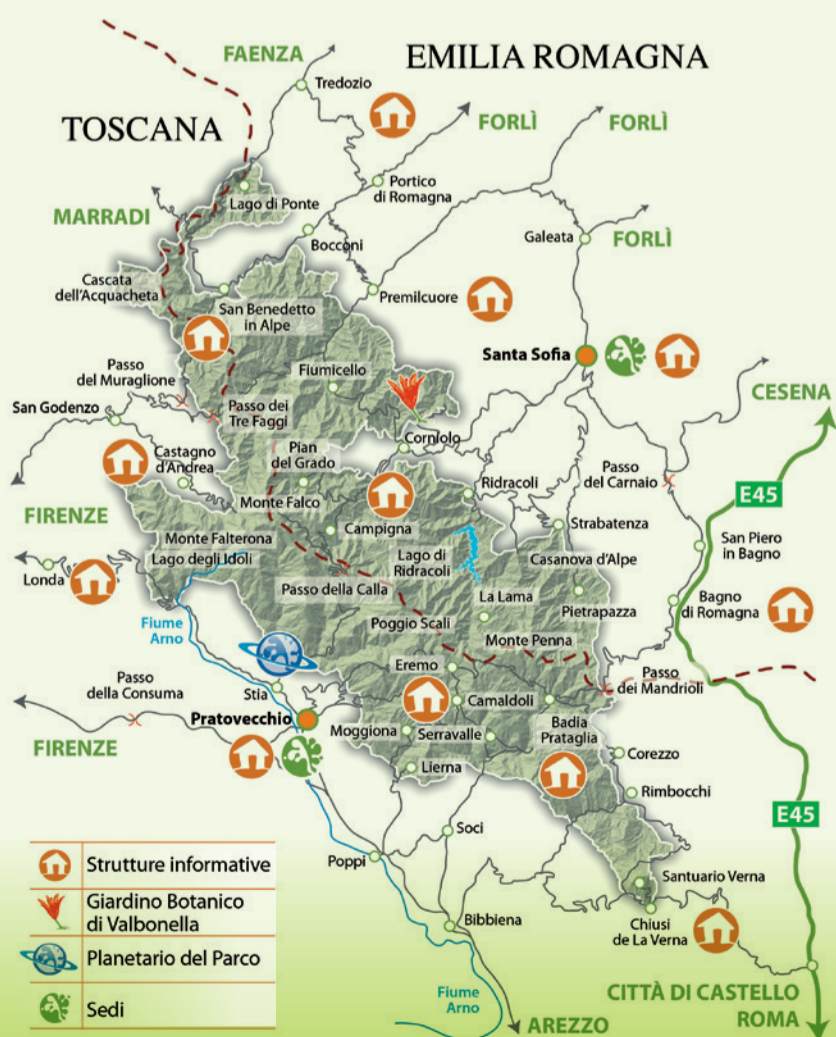 EMILIA ROMAGNA
FAENZA
Tredozio
TOSCANA
FORLÌ
FORLÌ
MARRADI
Lago di Ponte
Portico
di Romagna
Bocconi
Galeata
FORLÌ
Cascata
dell'Acquacheta
San Benedetto
in Alpe
Premilcuore
Santa Sofia
Passo
del Muraglione
Fiumicello
CESENA
San Godenzo
Passo dei
Tre Faggi
Corniolo
Castagno
d'Andrea
Pian
del Grado
Passo
del Carnaio
E45
Monte Falco
Ridracoli
FIRENZE
Campigna
Strabatenza
Monte Falterona
Lago degli Idoli
Lago di
Ridracoli
Casanova d'Alpe
San Piero
in Bagno
Londa
Passo della Calla
La Lama
Pietrapazza
Bagno
di Romagna
Fiume
Arno
Poggio Scali
Monte Penna
Eremo
Passo
dei Mandrioli
Passo
della Consuma
Stia
Camaldoli
Pratovecchio
Moggiona
Serravalle
Badia
Prataglia
FIRENZE
Lierna
Corezzo
Rimbocchi
E45
Soci
Poppi
Strutture informative
Santuario Verna
Giardino Botanico
di Valbonella
Bibbiena
Chiusi
de La Verna
Planetario del Parco
Fiume
Arno
CITTÀ DI CASTELLO
ROMA
Sedi
AREZZO